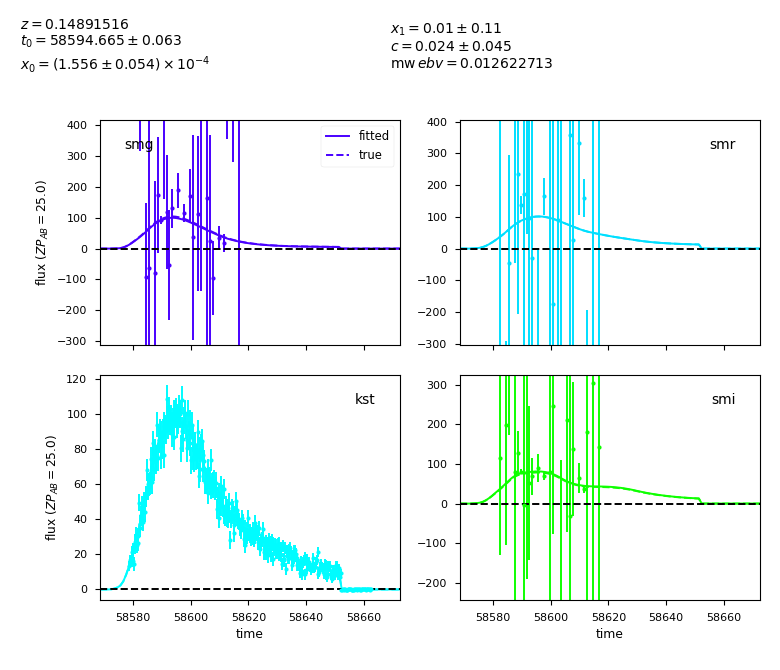 z = 0.14891516
t₀ = 58594.665 ± 0.063
x₀ = (1.556 ± 0.054) × 10⁻⁴
x₁ = 0.01 ± 0.11
c = 0.024 ± 0.045
mw ebv = 0.012622713
smg
fitted
true
400
300
200
100
0
−100
−200
−300
flux (ZP_AB = 25.0)
smr
400
300
200
100
0
−100
−200
−300
kst
120
100
80
60
40
20
0
flux (ZP_AB = 25.0)
58580 58600 58620 58640 58660
time
smi
300
200
100
0
−100
−200
58580 58600 58620 58640 58660
time